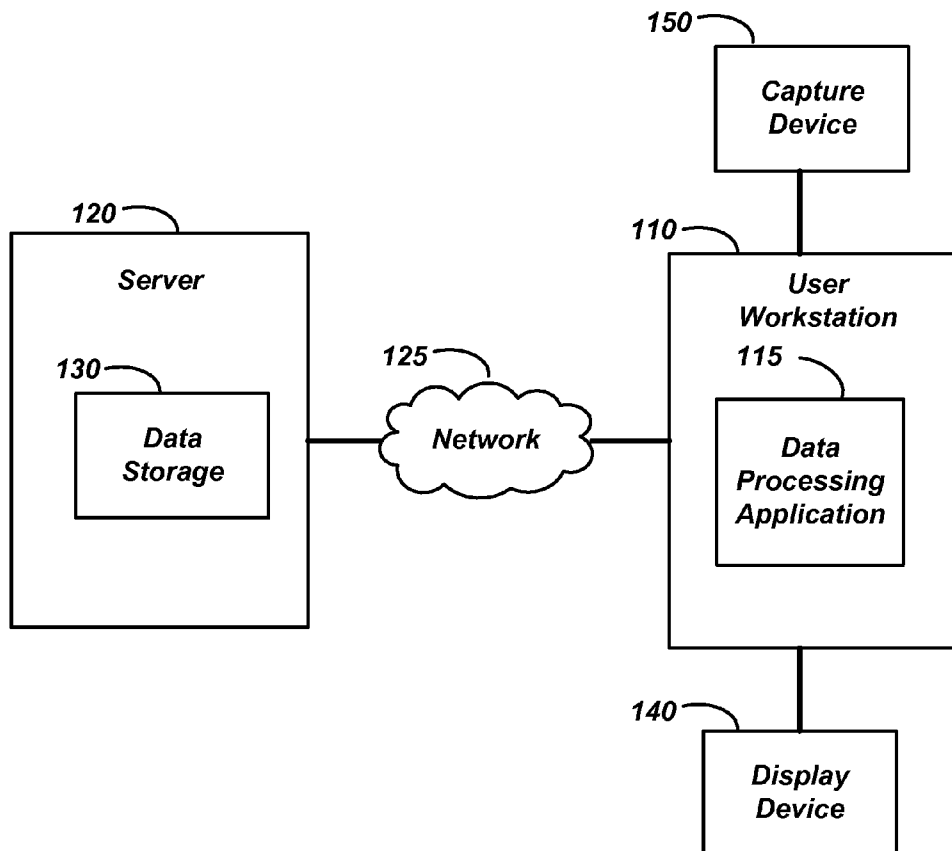 150
Capture
Device
120
110
Server
User
Workstation
130
125
115
Data
Storage
Network
Data
Processing
Application
140
Display
Device